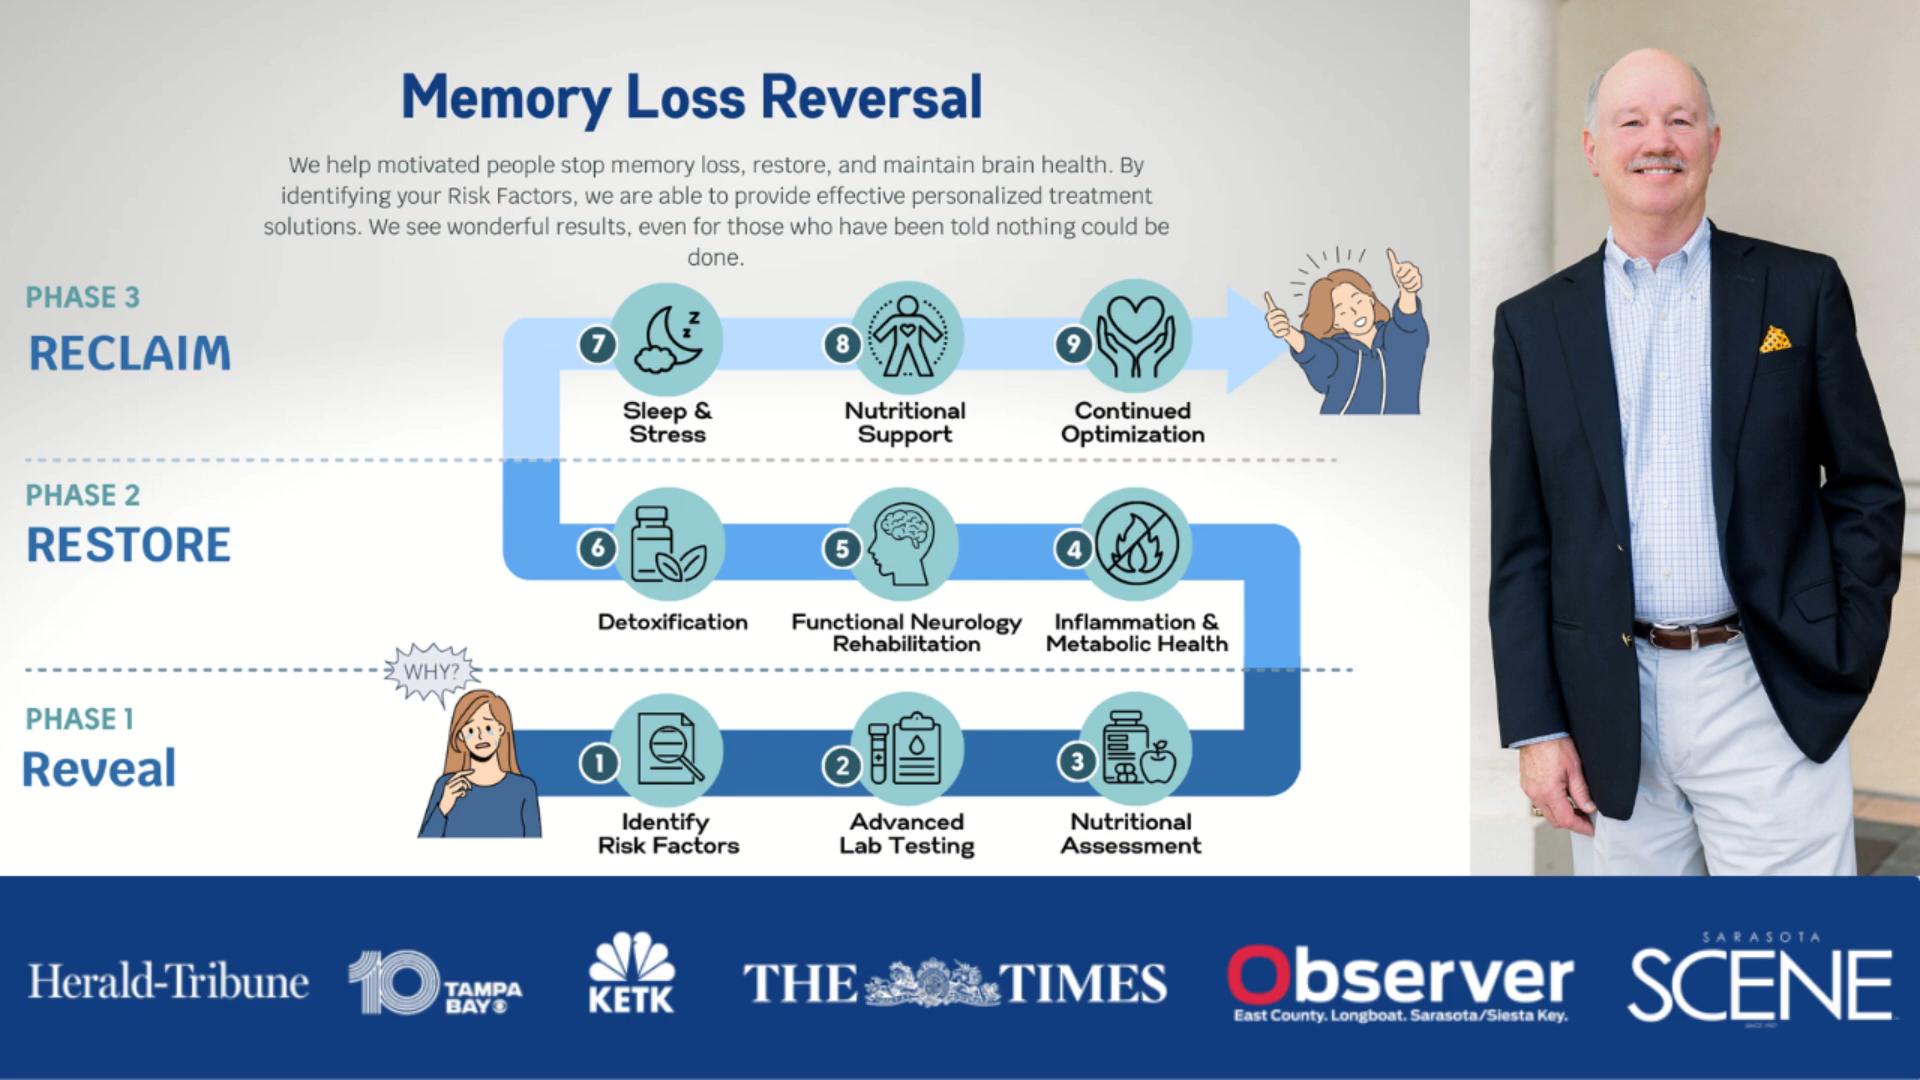 Memory Loss Reversal
We help motivated people stop memory loss, restore, and maintain brain health. By
identifying your Risk Factors, we are able to provide effective personalized treatment
solutions. We see wonderful results, even for those who have been told nothing could be
done.
PHASE 3
RECLAIM
7
z
z
8
9
Sleep &
Stress
Nutritional
Support
Continued
Optimization
PHASE 2
RESTORE
6
5
4
Detoxification
Functional Neurology
Rehabilitation
Inflammation &
Metabolic Health
WHY?
PHASE 1
Reveal
1
2
3
Identify
Risk Factors
Advanced
Lab Testing
Nutritional
Assessment
Herald-Tribune
10 TAMPA
BAY
KETK
THE TIMES
Observer
East County. Longboat. Sarasota/Siesta Key.
SARASOTA
SCENE